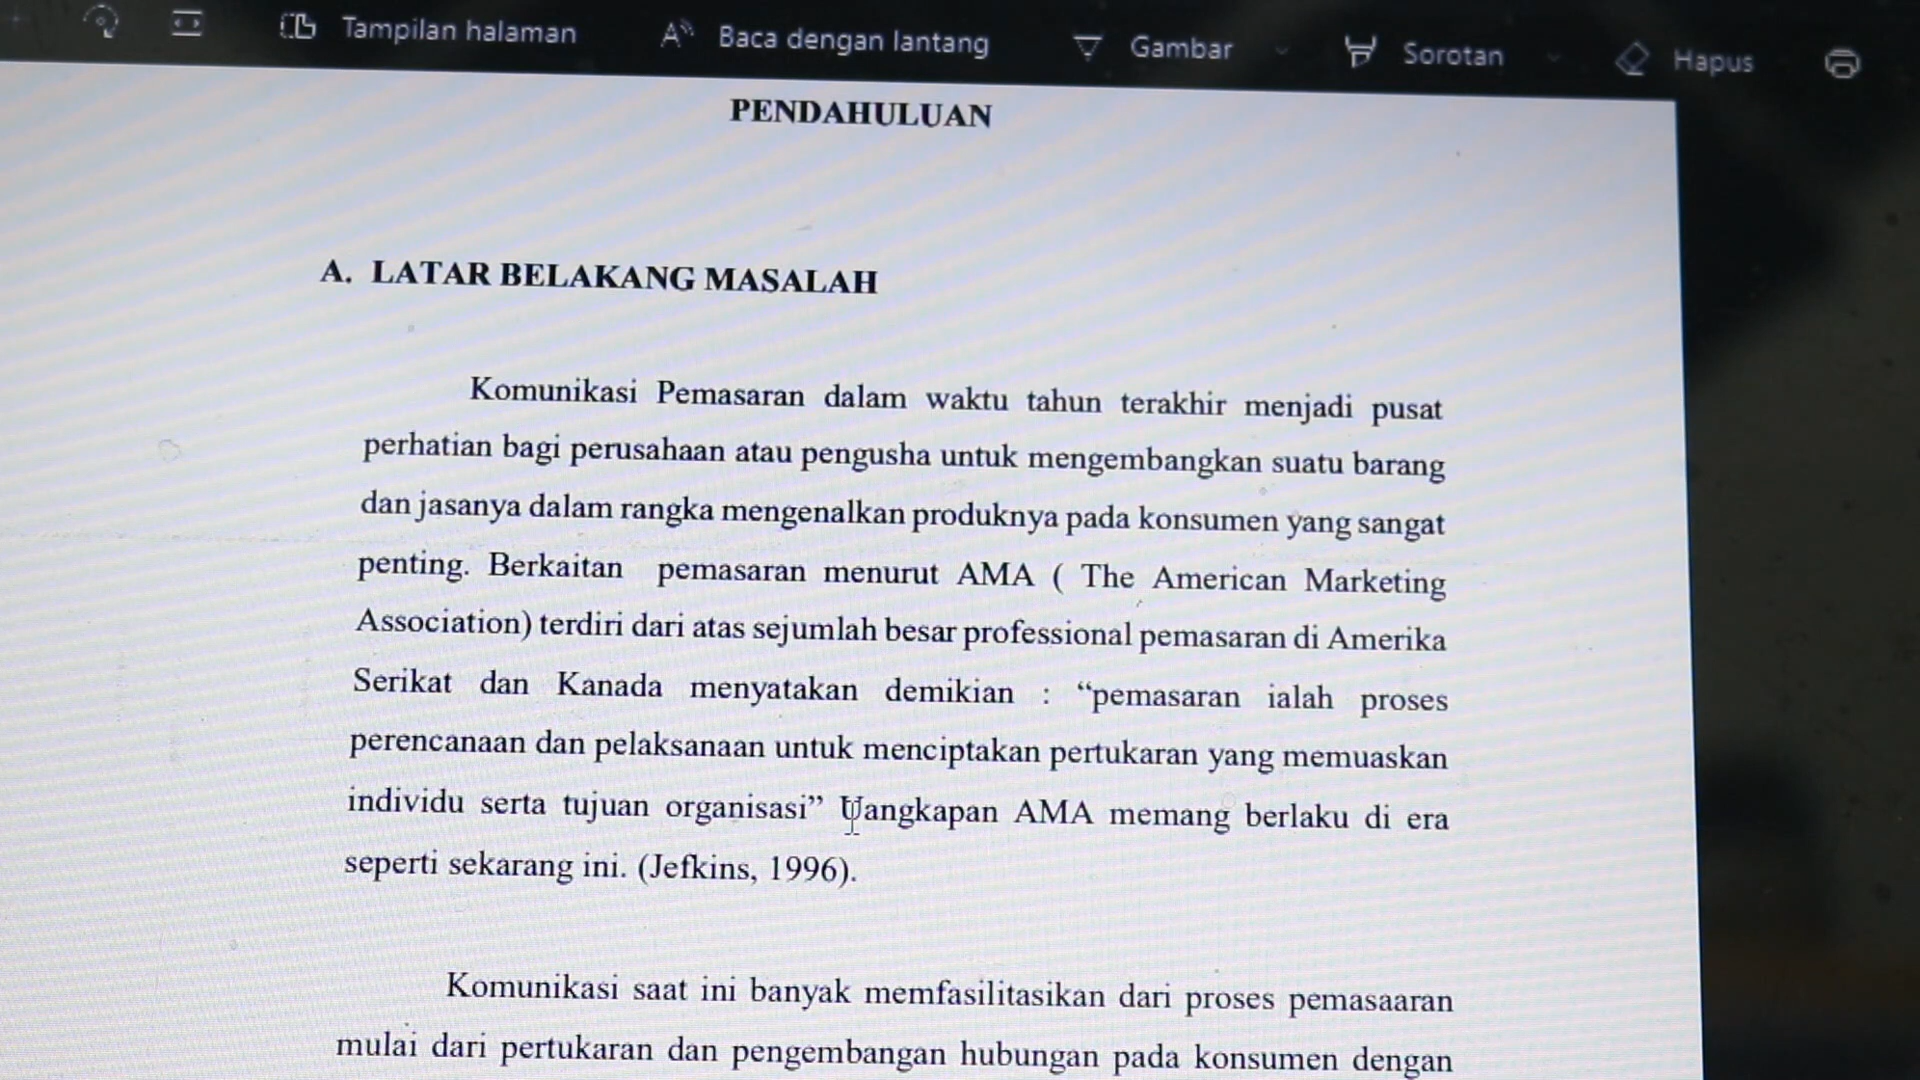 Tampilan halaman Baca dengan lantang Gambar Sorotan Hapus
PENDAHULUAN
A. LATAR BELAKANG MASALAH
Komunikasi Pemasaran dalam waktu tahun terakhir menjadi pusat
perhatian bagi perusahaan atau pengusha untuk mengembangkan suatu barang
dan jasanya dalam rangka mengenalkan produknya pada konsumen yang sangat
penting. Berkaitan pemasaran menurut AMA ( The American Marketing
Association) terdiri dari atas sejumlah besar professional pemasaran di Amerika
Serikat dan Kanada menyatakan demikian : “pemasaran ialah proses
perencanaan dan pelaksanaan untuk menciptakan pertukaran yang memuaskan
individu serta tujuan organisasi” Uangkapan AMA memang berlaku di era
seperti sekarang ini. (Jefkins, 1996).
Komunikasi saat ini banyak memfasilitasikan dari proses pemasaaran
mulai dari pertukaran dan pengembangan hubungan pada konsumen dengan